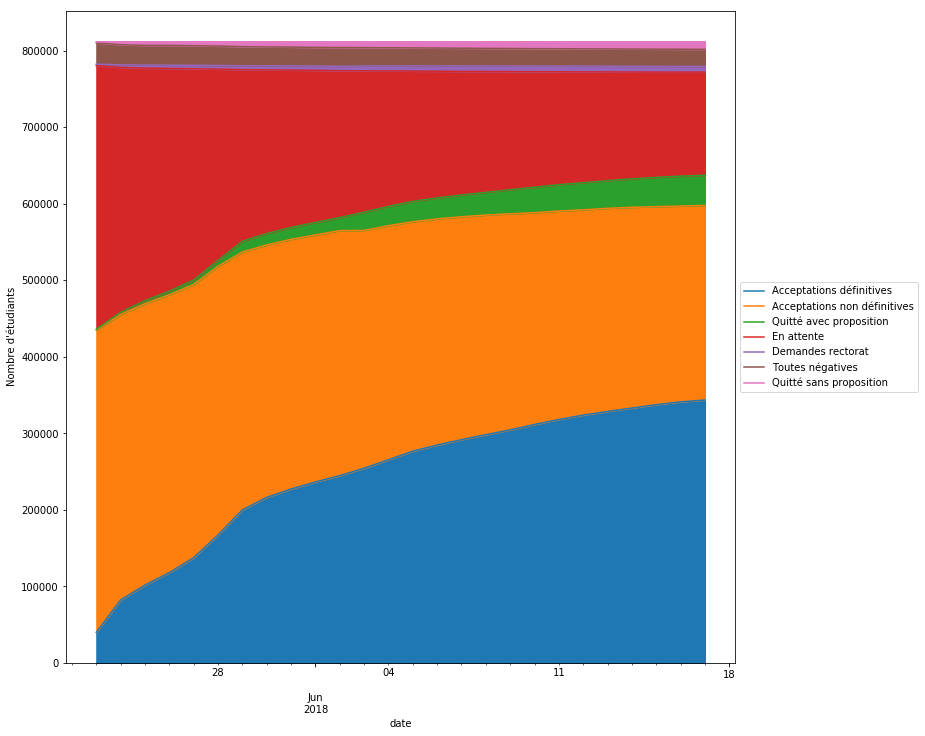 800000
700000
600000
500000
400000
300000
200000
100000
0
Nombre d'étudiants
28
04
11
18
Jun
2018
date
Acceptations définitives
Acceptations non définitives
Quitté avec proposition
En attente
Demandes rectorat
Toutes négatives
Quitté sans proposition